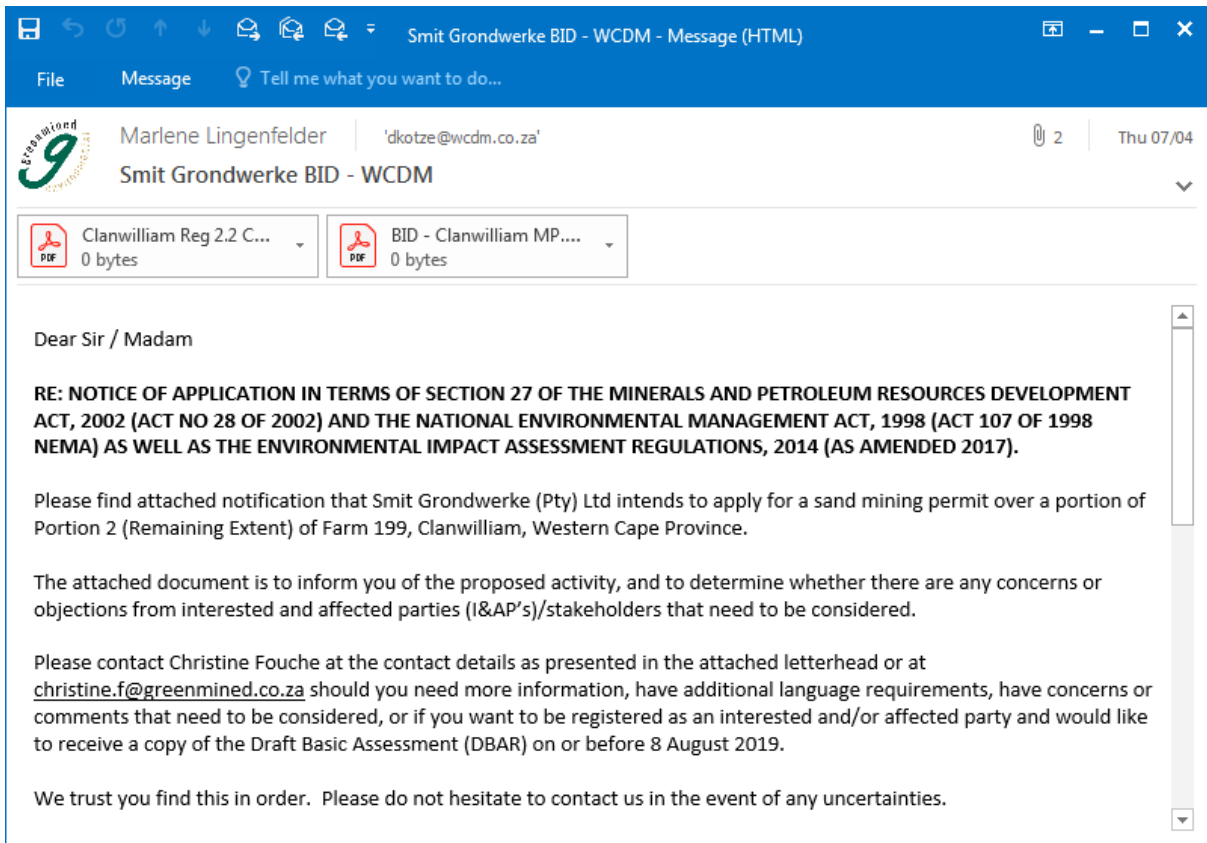 Smit Grondwerke BID - WCDM - Message (HTML)
File Message Tell me what you want to do...
greenmined
g
Marlene Lingenfelder 'dkotze@wcdm.co.za' 2 Thu 07/04
Smit Grondwerke BID - WCDM
PDF Clanwilliam Reg 2.2 C... 0 bytes
PDF BID - Clanwilliam MP.... 0 bytes
Dear Sir / Madam
RE: NOTICE OF APPLICATION IN TERMS OF SECTION 27 OF THE MINERALS AND PETROLEUM RESOURCES DEVELOPMENT
ACT, 2002 (ACT NO 28 OF 2002) AND THE NATIONAL ENVIRONMENTAL MANAGEMENT ACT, 1998 (ACT 107 OF 1998
NEMA) AS WELL AS THE ENVIRONMENTAL IMPACT ASSESSMENT REGULATIONS, 2014 (AS AMENDED 2017).
Please find attached notification that Smit Grondwerke (Pty) Ltd intends to apply for a sand mining permit over a portion of
Portion 2 (Remaining Extent) of Farm 199, Clanwilliam, Western Cape Province.
The attached document is to inform you of the proposed activity, and to determine whether there are any concerns or
objections from interested and affected parties (I&AP's)/stakeholders that need to be considered.
Please contact Christine Fouche at the contact details as presented in the attached letterhead or at
christine.f@greenmined.co.za should you need more information, have additional language requirements, have concerns or
comments that need to be considered, or if you want to be registered as an interested and/or affected party and would like
to receive a copy of the Draft Basic Assessment (DBAR) on or before 8 August 2019.
We trust you find this in order.  Please do not hesitate to contact us in the event of any uncertainties.